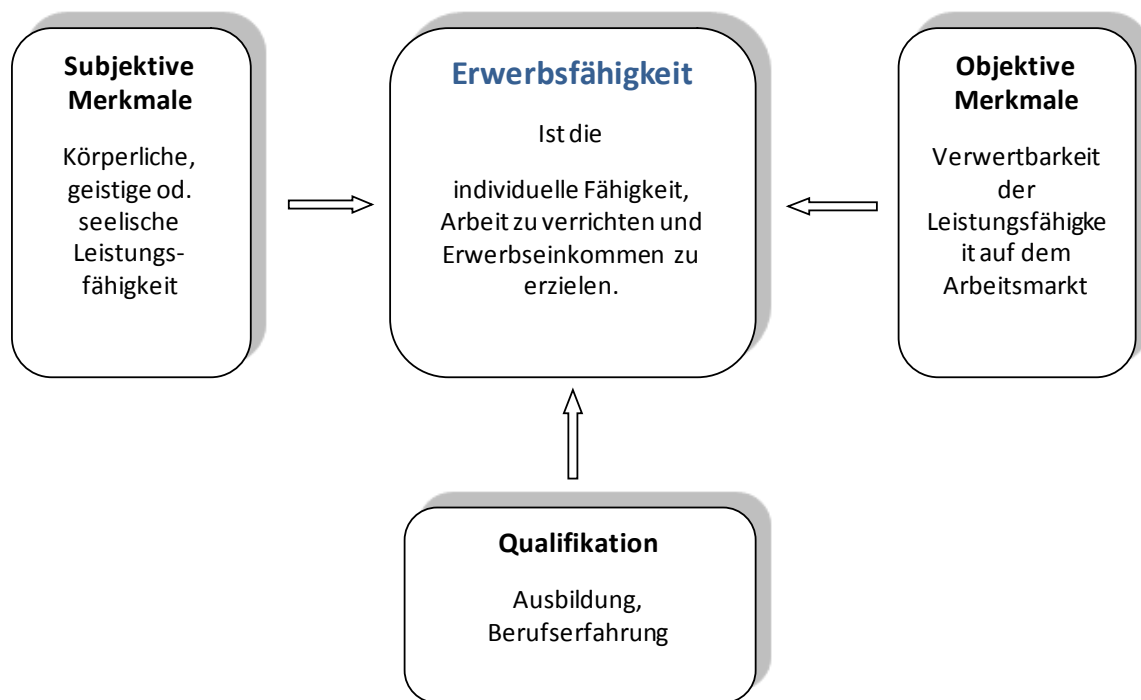 Subjektive
Merkmale
Körperliche,
geistige od.
seelische
Leistungs-
fähigkeit
Erwerbsfähigkeit
Ist die
individuelle Fähigkeit,
Arbeit zu verrichten und
Erwerbseinkommen zu
erzielen.
Objektive
Merkmale
Verwertbarkeit
der
Leistungsfähigke
it auf dem
Arbeitsmarkt
Qualifikation
Ausbildung,
Berufserfahrung